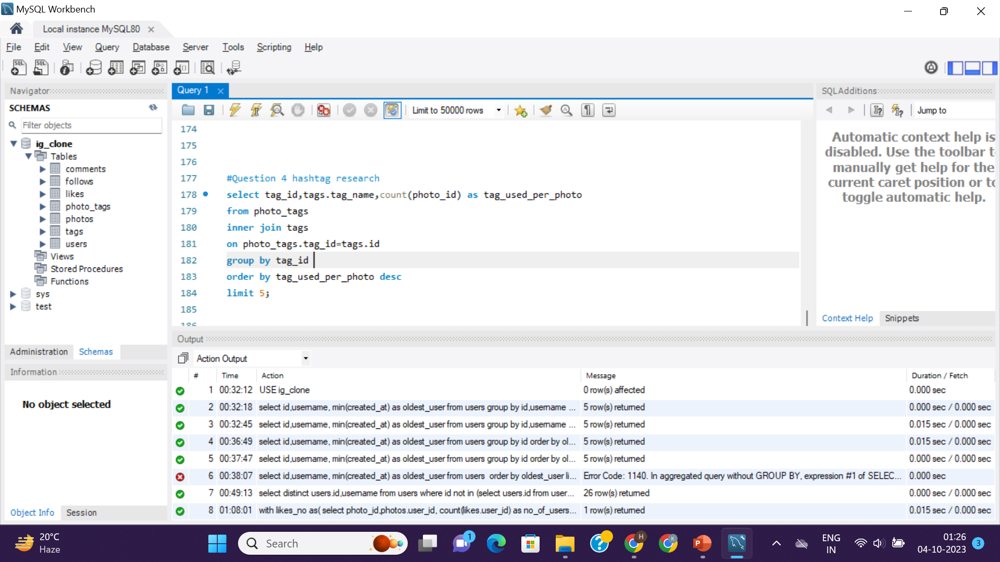 MySQL Workbench
Local instance MySQL80
File Edit View Query Database Server Tools Scripting Help
Navigator
SCHEMAS
Filter objects
ig_clone
Tables
comments
follows
likes
photo_tags
photos
tags
users
Views
Stored Procedures
Functions
sys
test
Administration Schemas
Information
No object selected
Object Info Session
Query 1
Limit to 50000 rows
174
175
176
177 #Question 4 hashtag research
178 select tag_id,tags.tag_name,count(photo_id) as tag_used_per_photo
179 from photo_tags
180 inner join tags
181 on photo_tags.tag_id=tags.id
182 group by tag_id
183 order by tag_used_per_photo desc
184 limit 5;
185
186
SQLAdditions
Jump to
Automatic context help is
disabled. Use the toolbar t
manually get help for the
current caret position or to
toggle automatic help.
Context Help Snippets
Output
Action Output
# Time Action Message Duration / Fetch
1 00:32:12 USE ig_clone 0 row(s) affected 0.000 sec
2 00:32:18 select id,username, min(created_at) as oldest_user from users group by id,username ... 5 row(s) returned 0.000 sec / 0.000 sec
3 00:32:45 select id,username, min(created_at) as oldest_user from users group by id,username ... 5 row(s) returned 0.015 sec / 0.000 sec
4 00:36:49 select id,username, min(created_at) as oldest_user from users group by id order by ol... 5 row(s) returned 0.015 sec / 0.000 sec
5 00:37:47 select id,username, min(created_at) as oldest_user from users group by id order by ol... 5 row(s) returned 0.000 sec / 0.000 sec
6 00:38:07 select id,username, min(created_at) as oldest_user from users order by oldest_user li... Error Code: 1140. In aggregated query without GROUP BY, expression #1 of SELEC... 0.000 sec
7 00:49:13 select distinct users.id,username from users where id not in (select users.id from user... 26 row(s) returned 0.000 sec / 0.000 sec
8 01:08:01 with likes_no as( select photo_id,photos.user_id, count(likes.user_id) as no_of_users... 1 row(s) returned 0.015 sec / 0.000 sec
20°C
Haze
Search
1
H
K
P
ENG
IN
01:26
04-10-2023
3